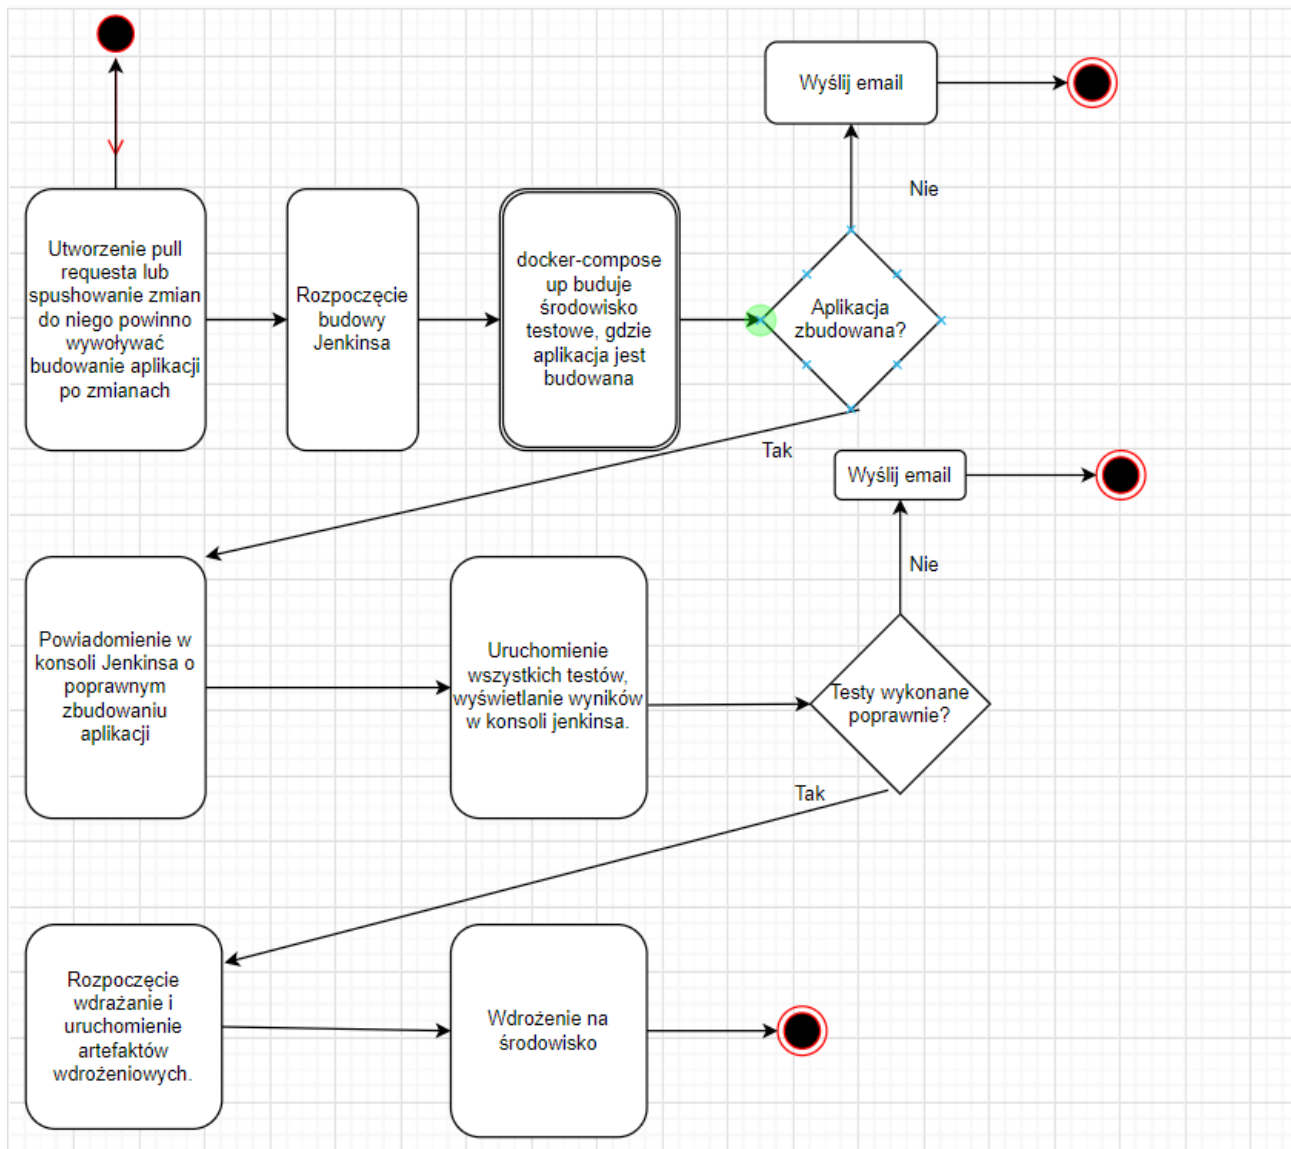 Wyślij email
Nie
Utworzenie pull
requesta lub
spushowanie zmian
do niego powinno
wywoływać
budowanie aplikacji
po zmianach
Rozpoczęcie
budowy
Jenkinsa
docker-compose
up buduje
środowisko
testowe, gdzie
aplikacja jest
budowana
Aplikacja
zbudowana?
Tak
Wyślij email
Nie
Powiadomienie w
konsoli Jenkinsa o
poprawnym
zbudowaniu
aplikacji
Uruchomienie
wszystkich testów,
wyświetlanie wyników
w konsoli jenkinsa.
Testy wykonane
poprawnie?
Tak
Rozpoczęcie
wdrażanie i
uruchomienie
artefaktów
wdrożeniowych.
Wdrożenie na
środowisko